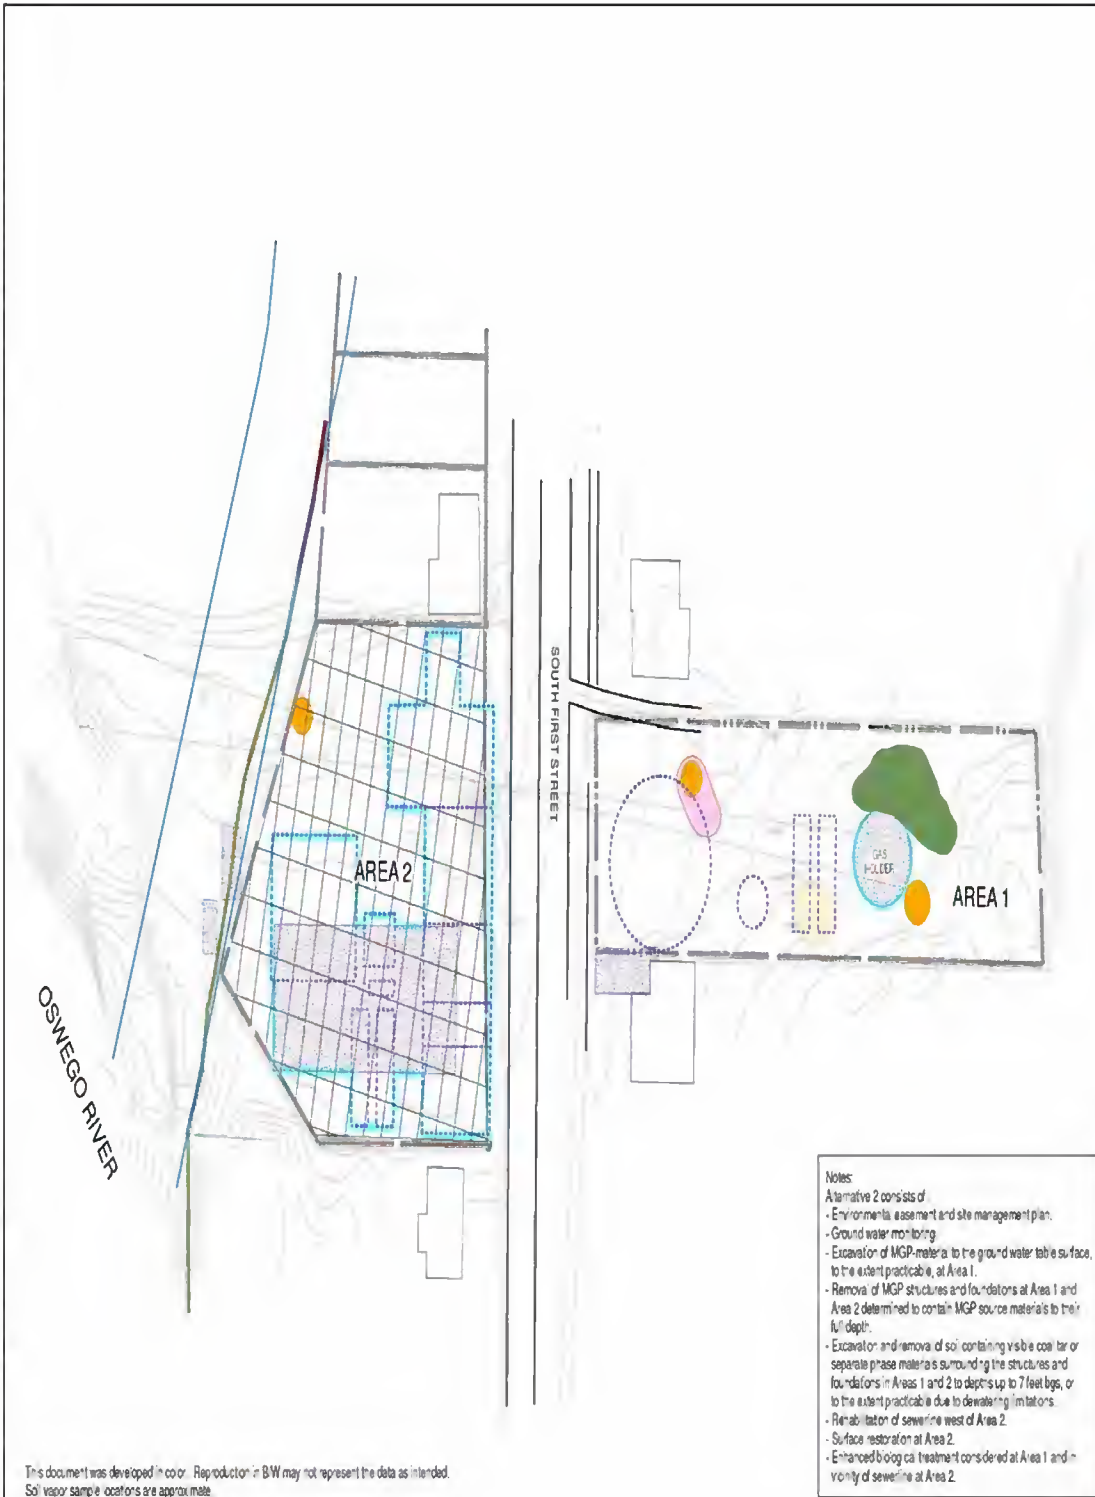 SOUTH FIRST STREET
AREA 2
GAS
HOLDER
AREA 1
OSWEGO RIVER
Notes:
Alternative 2 consists of
- Environmental easement and site management plan.
- Ground water monitoring
- Excavation of MGP-material to the ground water table surface,
to the extent practicable, at Area 1.
- Removal of MGP structures and foundations at Area 1 and
Area 2 determined to contain MGP source materials to their
full depth.
- Excavation and removal of soil containing visible coal tar or
separate phase materials surrounding the structures and
foundations in Areas 1 and 2 to depths up to 7 feet bgs, or
to the extent practicable due to dewatering limitations
- Rehabilitation of sewerline west of Area 2.
- Surface restoration at Area 2.
- Enhanced biological treatment considered at Area 1 and in
vicinity of sewerline at Area 2.
This document was developed in color. Reproduction in B/W may not represent the data as intended.
Soil vapor sample locations are approximate.